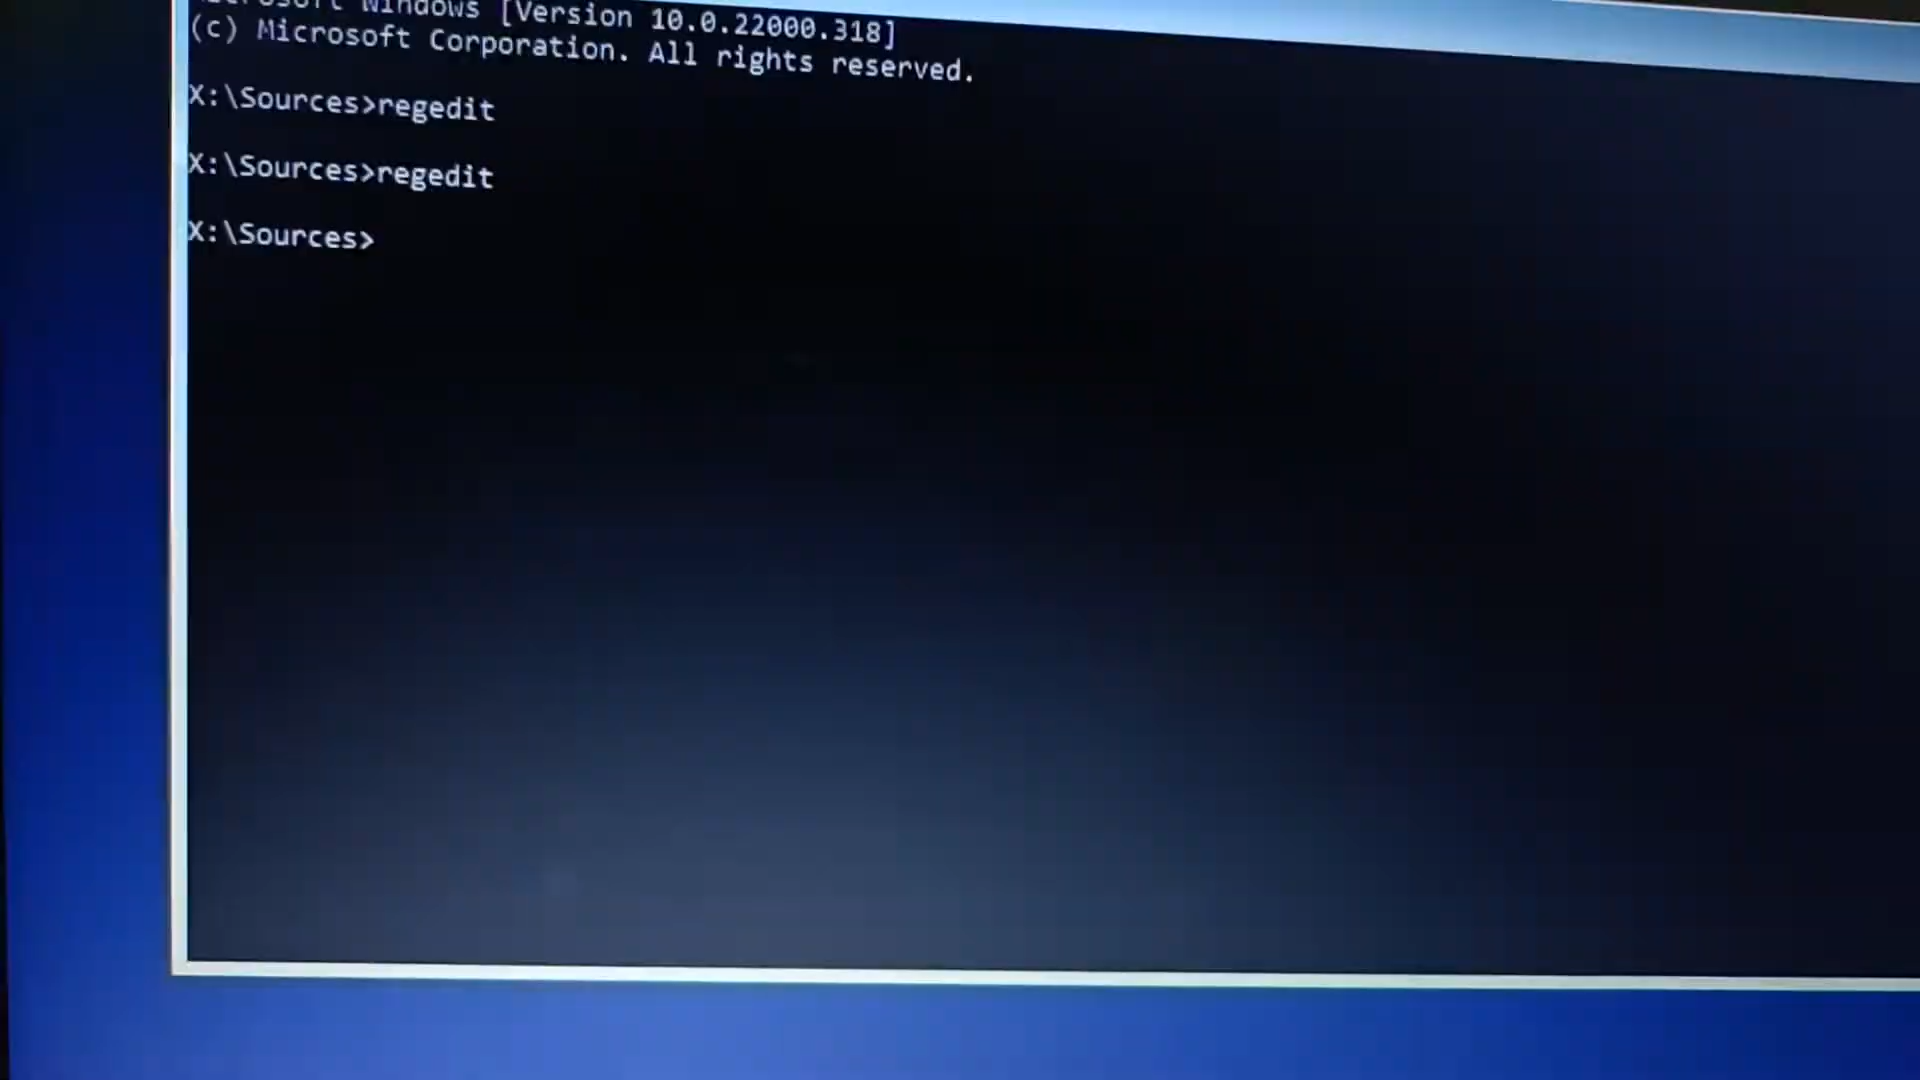 Microsoft Windows [Version 10.0.22000.318]
(c) Microsoft Corporation. All rights reserved.
X:\Sources>regedit
X:\Sources>regedit
X:\Sources>